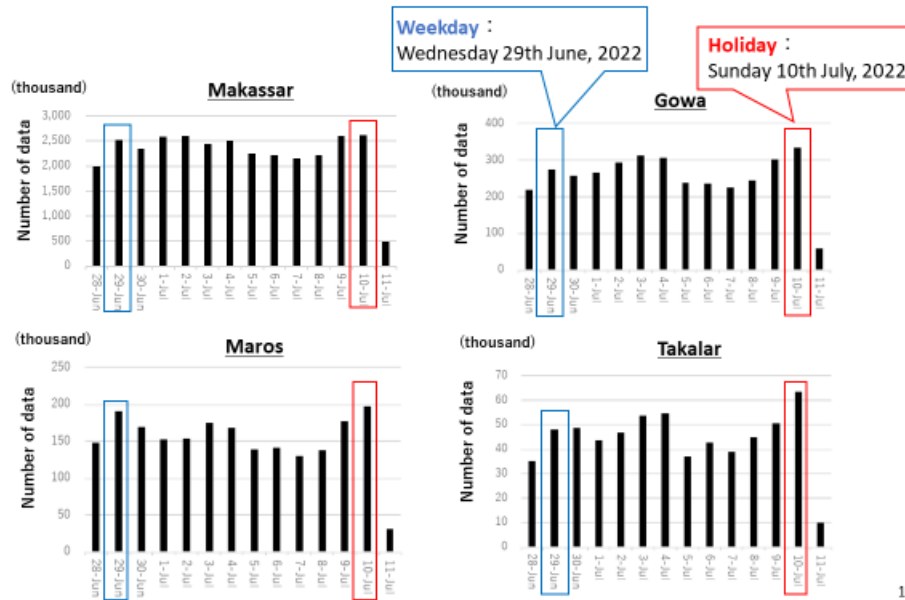 Weekday：
Wednesday 29th June, 2022
Holiday：
Sunday 10th July, 2022
(thousand)
Makassar
Number of data
3,000
2,500
2,000
1,500
1,000
500
0
28-Jun
29-Jun
30-Jun
1-Jul
2-Jul
3-Jul
4-Jul
5-Jul
6-Jul
7-Jul
8-Jul
9-Jul
10-Jul
11-Jul
(thousand)
Gowa
Number of data
400
300
200
100
0
28-Jun
29-Jun
30-Jun
1-Jul
2-Jul
3-Jul
4-Jul
5-Jul
6-Jul
7-Jul
8-Jul
9-Jul
10-Jul
11-Jul
(thousand)
Maros
Number of data
250
200
150
100
50
0
28-Jun
29-Jun
30-Jun
1-Jul
2-Jul
3-Jul
4-Jul
5-Jul
6-Jul
7-Jul
8-Jul
9-Jul
10-Jul
11-Jul
(thousand)
Takalar
Number of data
70
60
50
40
30
20
10
0
28-Jun
29-Jun
30-Jun
1-Jul
2-Jul
3-Jul
4-Jul
5-Jul
6-Jul
7-Jul
8-Jul
9-Jul
10-Jul
11-Jul
1